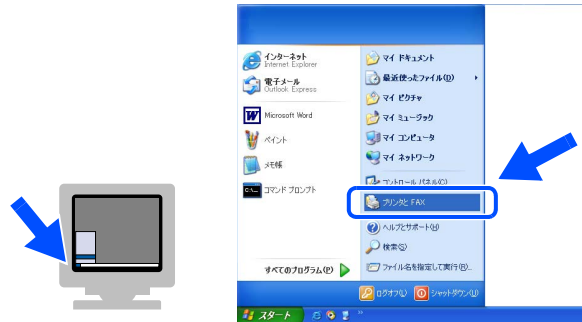 インターネット
Internet Explorer
電子メール
Outlook Express
Microsoft Word
ペイント
メモ帳
コマンド プロンプト
すべてのプログラム(P)
マイ ドキュメント
最近使ったファイル(D)
マイ ピクチャ
マイ ミュージック
マイ コンピュータ
マイ ネットワーク
コントロール パネル(C)
プリンタと FAX
ヘルプとサポート(H)
検索(S)
ファイル名を指定して実行(R)...
ログオフ(L)
シャットダウン(U)
スタート